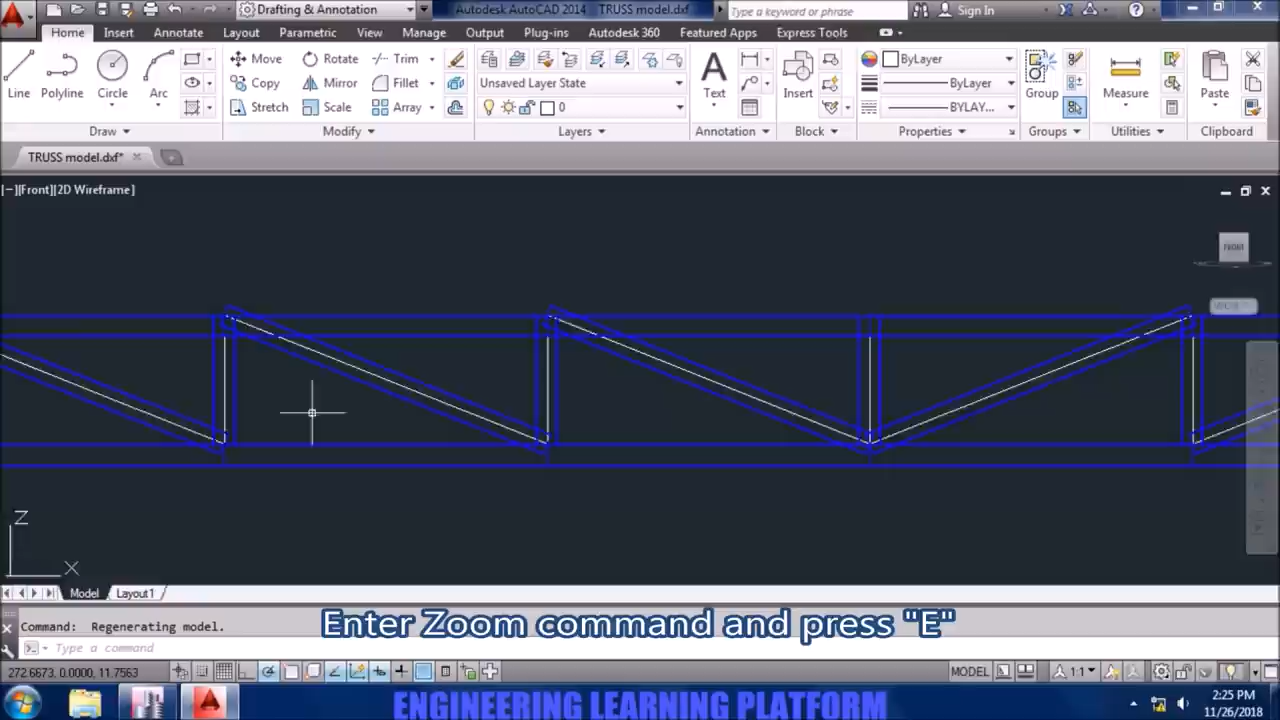 Drafting & Annotation
Autodesk AutoCAD 2014 TRUSS model.dxf
Type a keyword or phrase
Sign In
Home Insert Annotate Layout Parametric View Manage Output Plug-ins Autodesk 360 Featured Apps Express Tools
Line Polyline Circle Arc
Move Rotate Trim
Copy Mirror Fillet
Stretch Scale Array
Unsaved Layer State
0
Text
Insert
ByLayer
ByLayer
BYLA...
Group
Measure
Paste
Draw Modify Layers Annotation Block Properties Groups Utilities Clipboard
TRUSS model.dxf*
[−][Front][2D Wireframe]
FRONT
Z
X
Model Layout1
Enter Zoom command and press "E"
Command: Regenerating model.
Type a command
272.6673, 0.0000, 11.7563
MODEL
1:1
ENGINEERING LEARNING PLATFORM
2:25 PM
11/26/2018